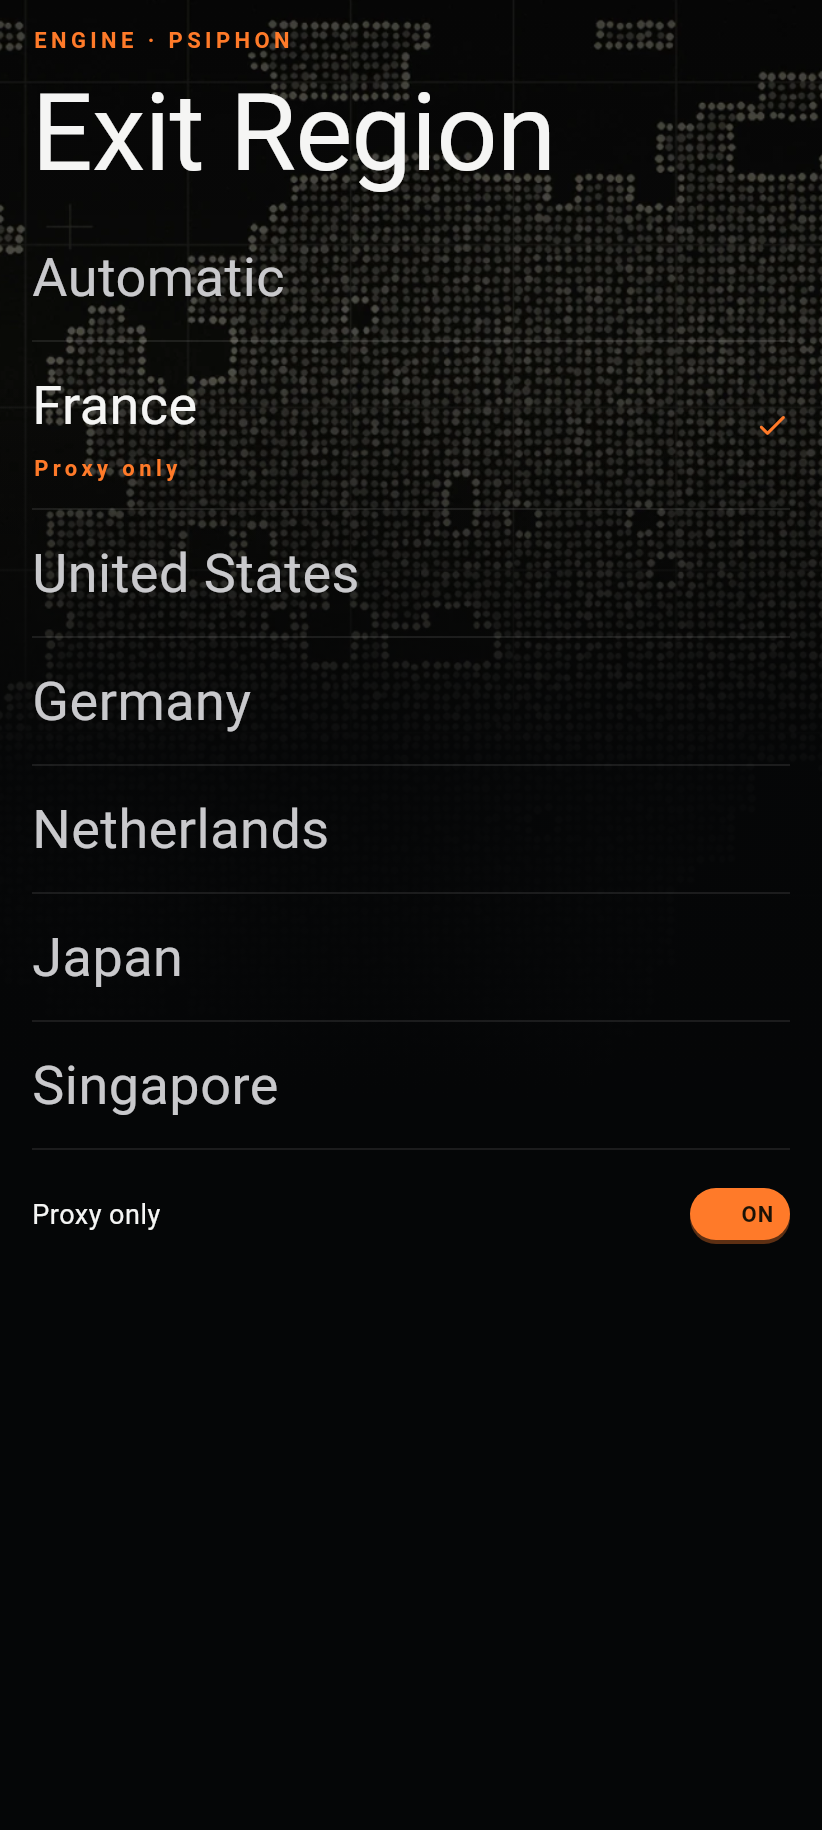 ENGINE · PSIPHON
Exit Region
Automatic
France
Proxy only
United States
Germany
Netherlands
Japan
Singapore
Proxy only
ON